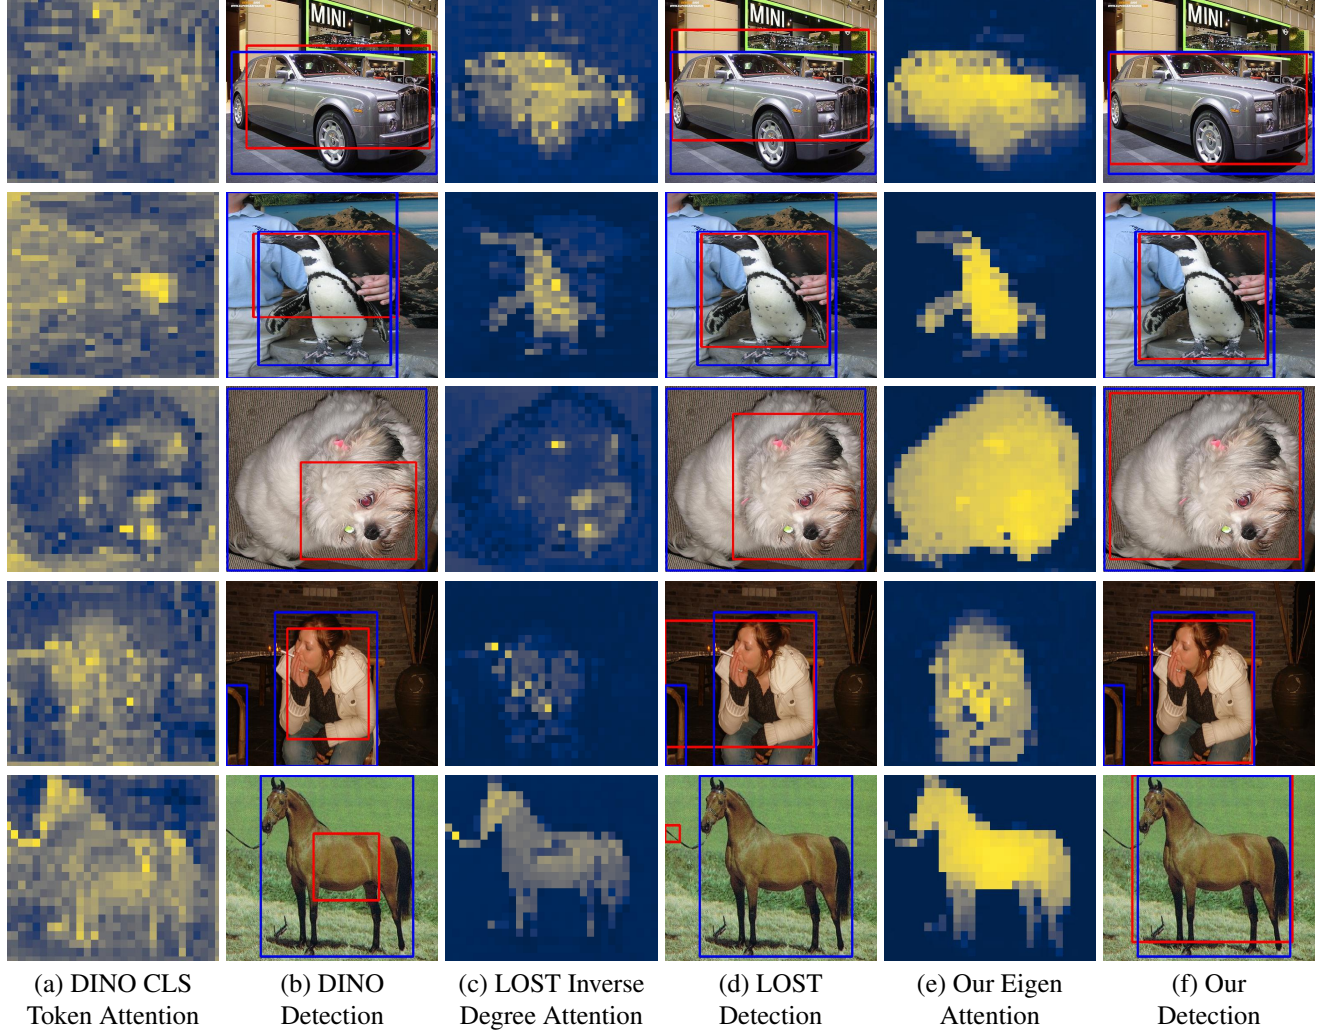 MINI
MINI
MINI
(a) DINO CLS
Token Attention
(b) DINO
Detection
(c) LOST Inverse
Degree Attention
(d) LOST
Detection
(e) Our Eigen
Attention
(f) Our
Detection